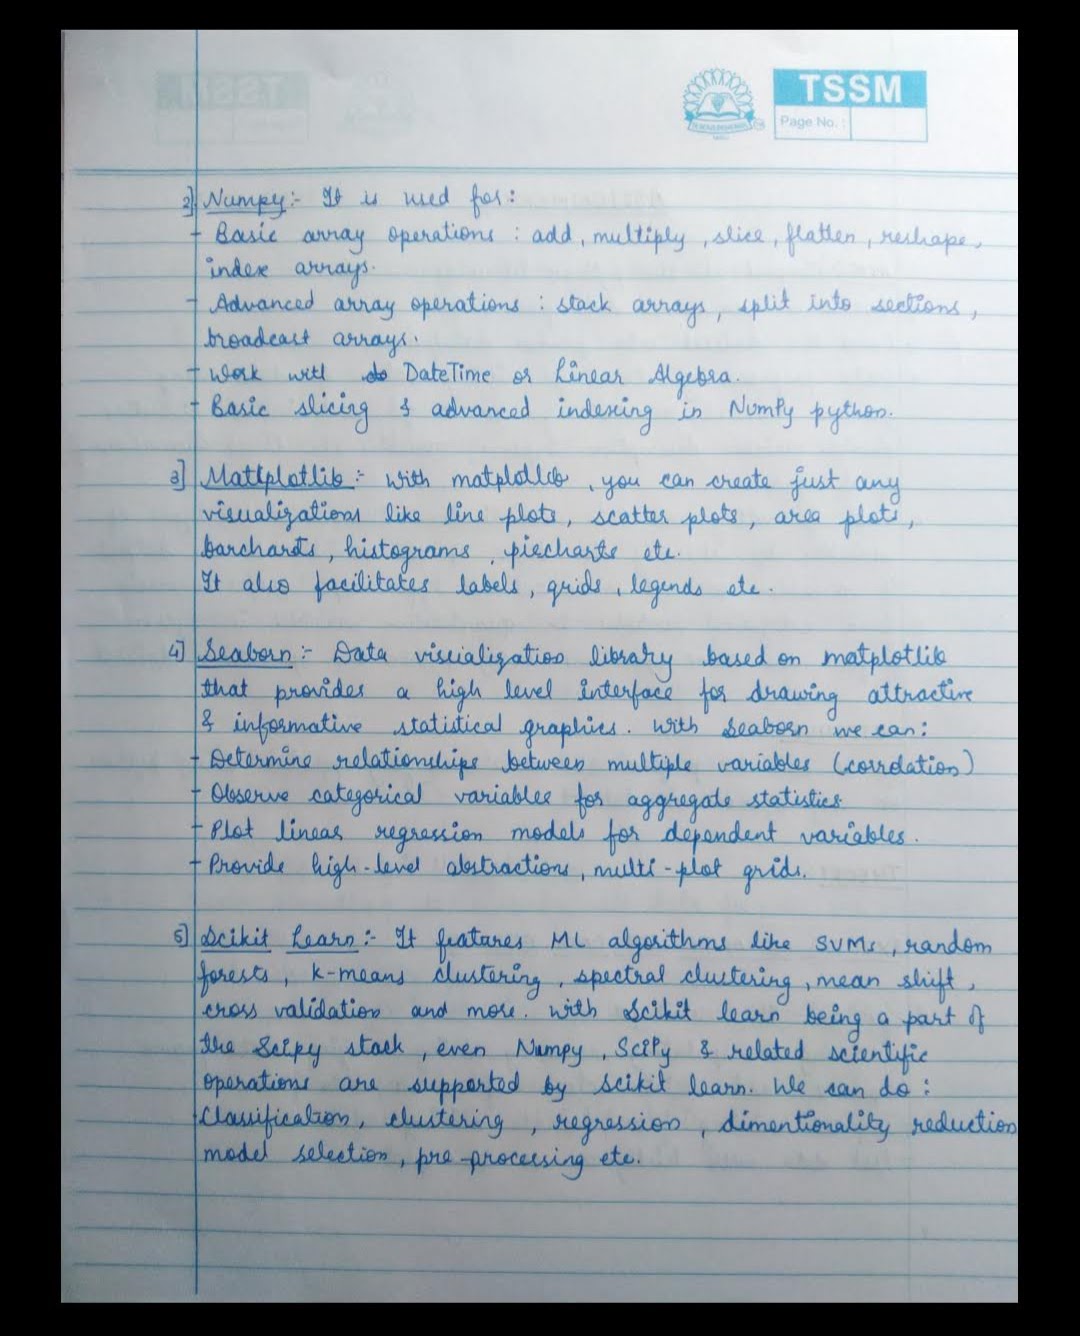 TSSM
Page No. :
2] Numpy :- It is used for :
- Basic array operations : add, multiply, slice, flatten, reshape,
index arrays.
- Advanced array operations : stack arrays, split into sections,
broadcast arrays.
- Work with DateTime or Linear Algebra.
- Basic slicing & advanced indexing in NumPy python.
3] Mattplotlib :- With matplotlib, you can create just any
visualizations like line plots, scatter plots, area plots,
barcharts, histograms, piecharts etc.
It also facilitates labels, grids, legends etc.
4] Seaborn :- Data visualization library based on matplotlib
that provides a high level interface for drawing attractive
& informative statistical graphics. With Seaborn we can :
- Determine relationships between multiple variables (correlation)
- Observe categorical variables for aggregate statistics.
- Plot linear regression models for dependent variables.
- Provide high-level abstractions, multi-plot grids.
5] Scikit Learn :- It features ML algorithms like SVMs, random
forests, k-means clustering, spectral clustering, mean shift,
cross validation and more. With Scikit learn being a part of
the Scipy stack, even Numpy, SciPy & related scientific
operations are supported by scikit learn. We can do :
Classification, clustering, regression, dimentionality reduction
model selection, pre-processing etc.